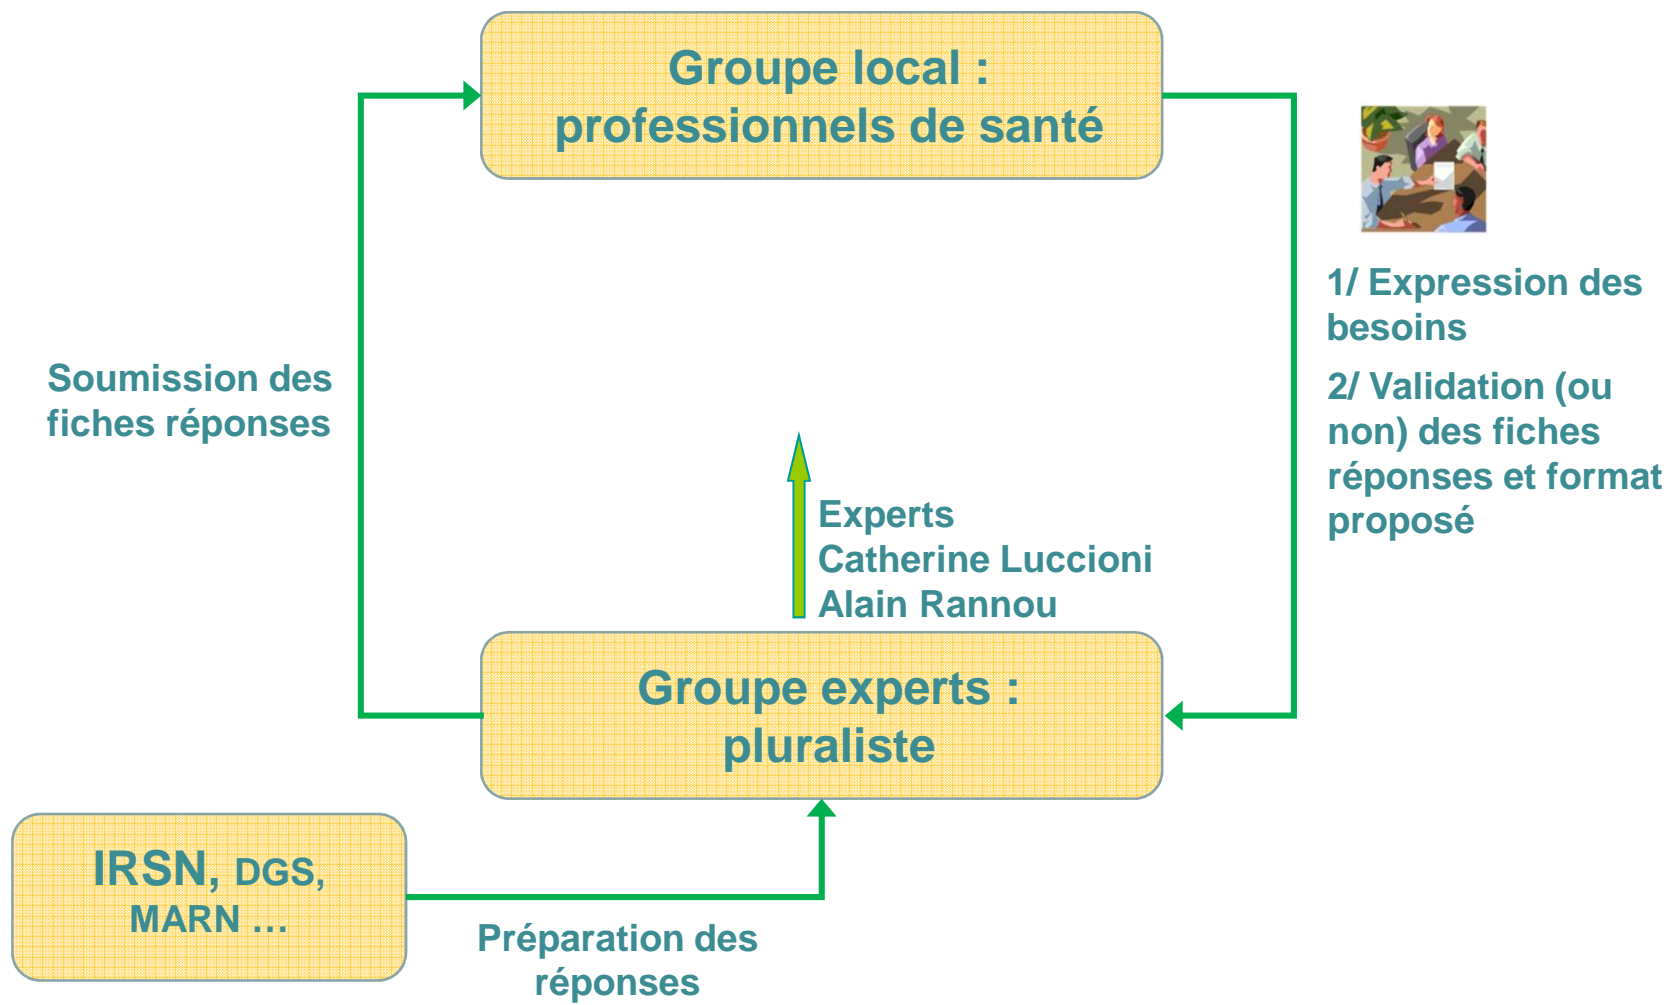 Groupe local :
professionnels de santé
1/ Expression des
besoins
2/ Validation (ou
non) des fiches
réponses et format
proposé
Soumission des
fiches réponses
Experts
Catherine Luccioni
Alain Rannou
Groupe experts :
pluraliste
IRSN, DGS,
MARN …
Préparation des
réponses